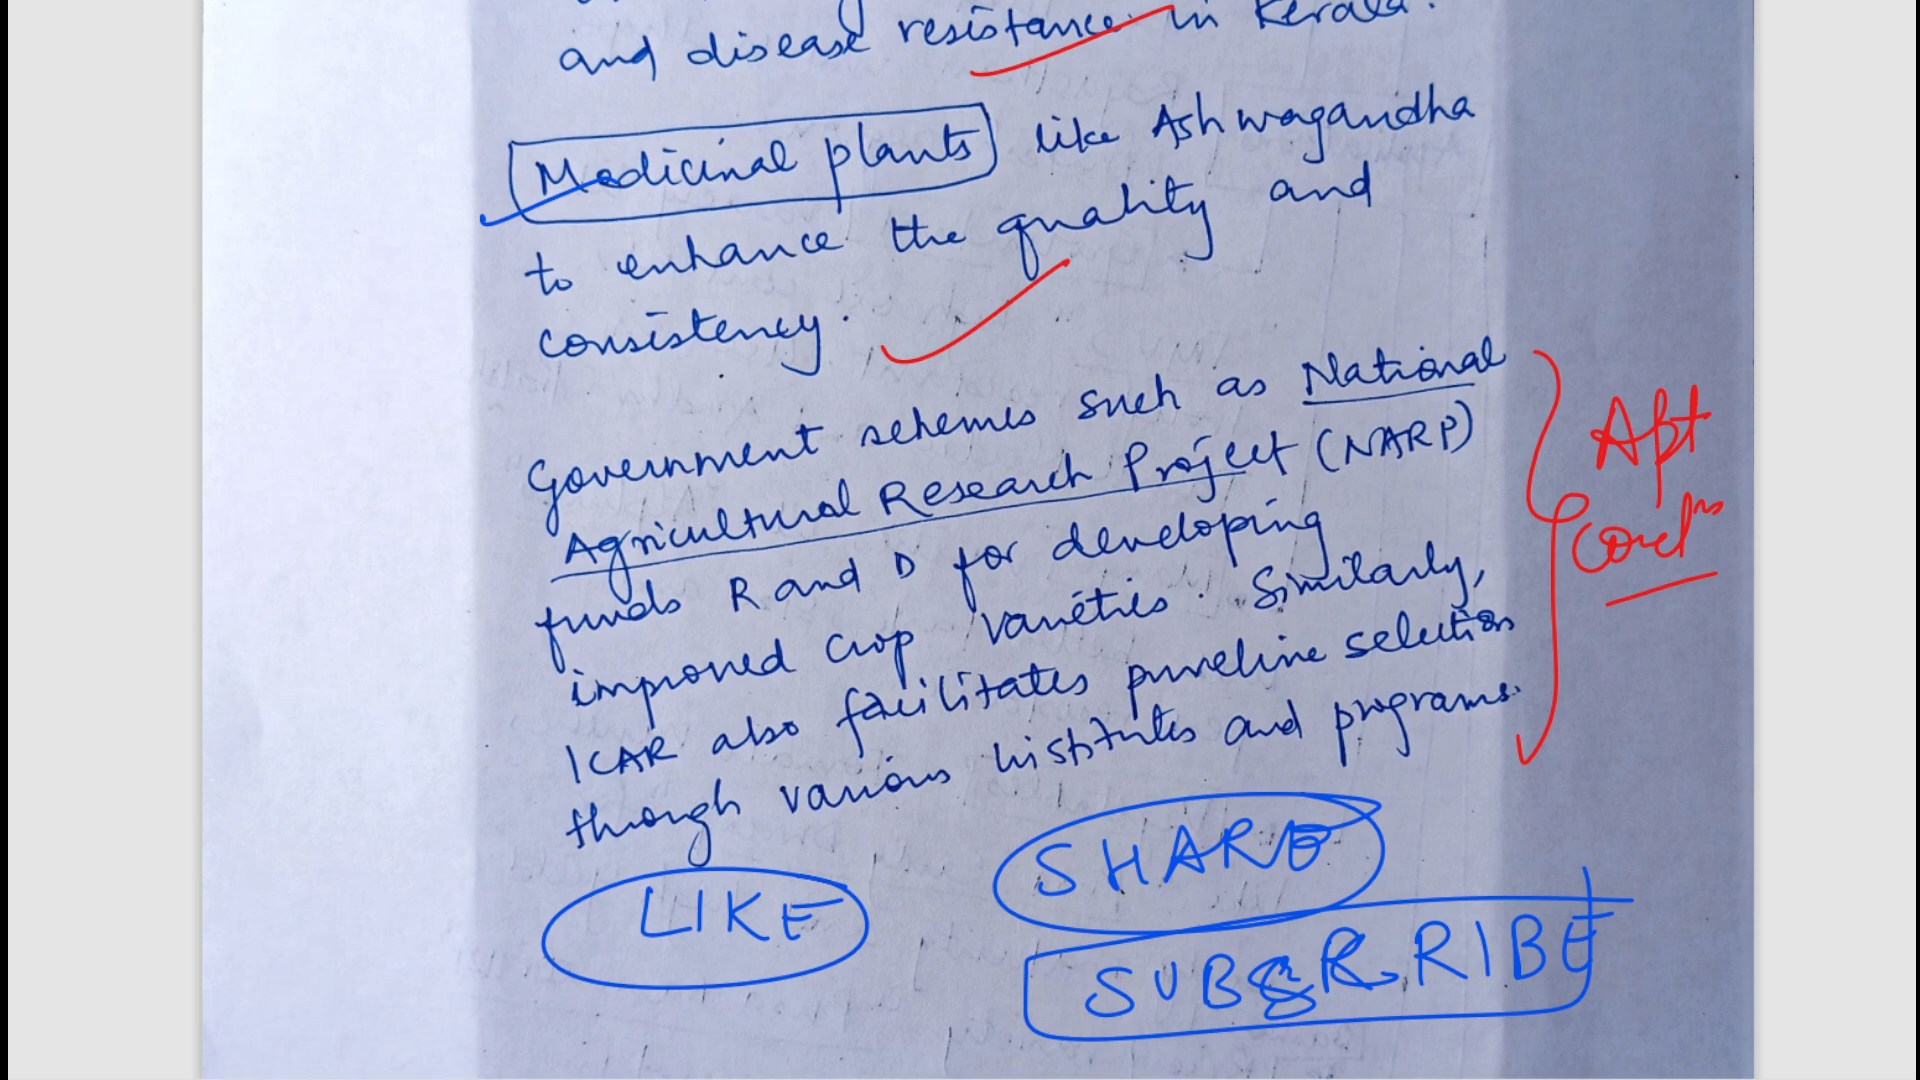 and disease resistance in Kerala.
Medicinal plants like Ashwagandha
to enhance the quality and
consistency.
Government schemes such as National
Agricultural Research Project (NARP)
funds R and D for developing
improved crop varieties. Similarly,
ICAR also facilitates pureline selection
through various institutes and programs.
Apt
Concl^ns
LIKE
SHARE
SUBSCRIBE